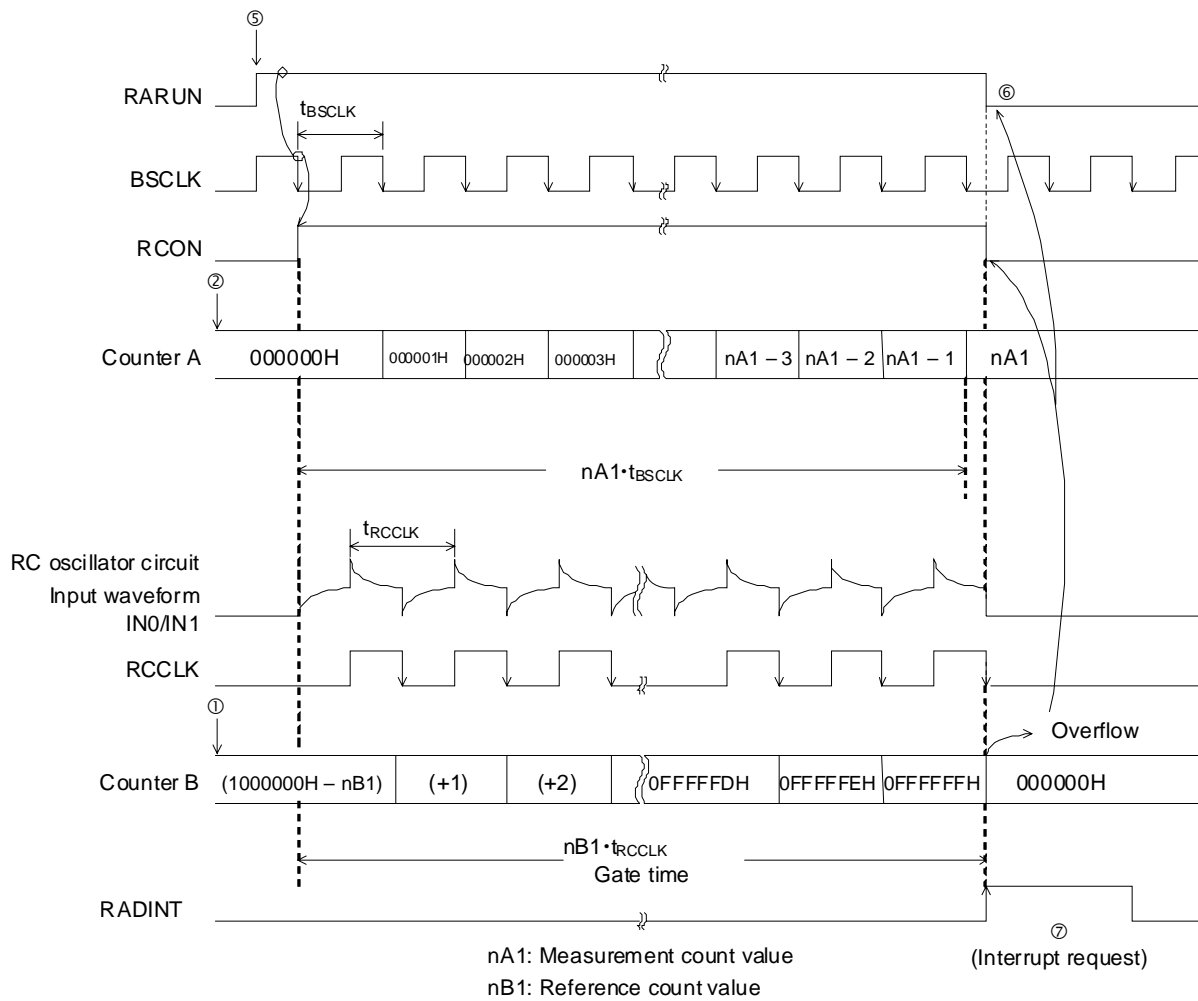 ⑤
RARUN
⑥
tBSCLK
BSCLK
RCON
②
Counter A
000000H
000001H
000002H
000003H
nA1 – 3
nA1 – 2
nA1 – 1
nA1
nA1•tBSCLK
tRCCLK
RC oscillator circuit
Input waveform
IN0/IN1
RCCLK
①
Overflow
Counter B
(1000000H – nB1)
(+1)
(+2)
0FFFFFDH
0FFFFFEH
0FFFFFFH
000000H
nB1•tRCCLK
Gate time
RADINT
⑦
(Interrupt request)
nA1: Measurement count value
nB1: Reference count value